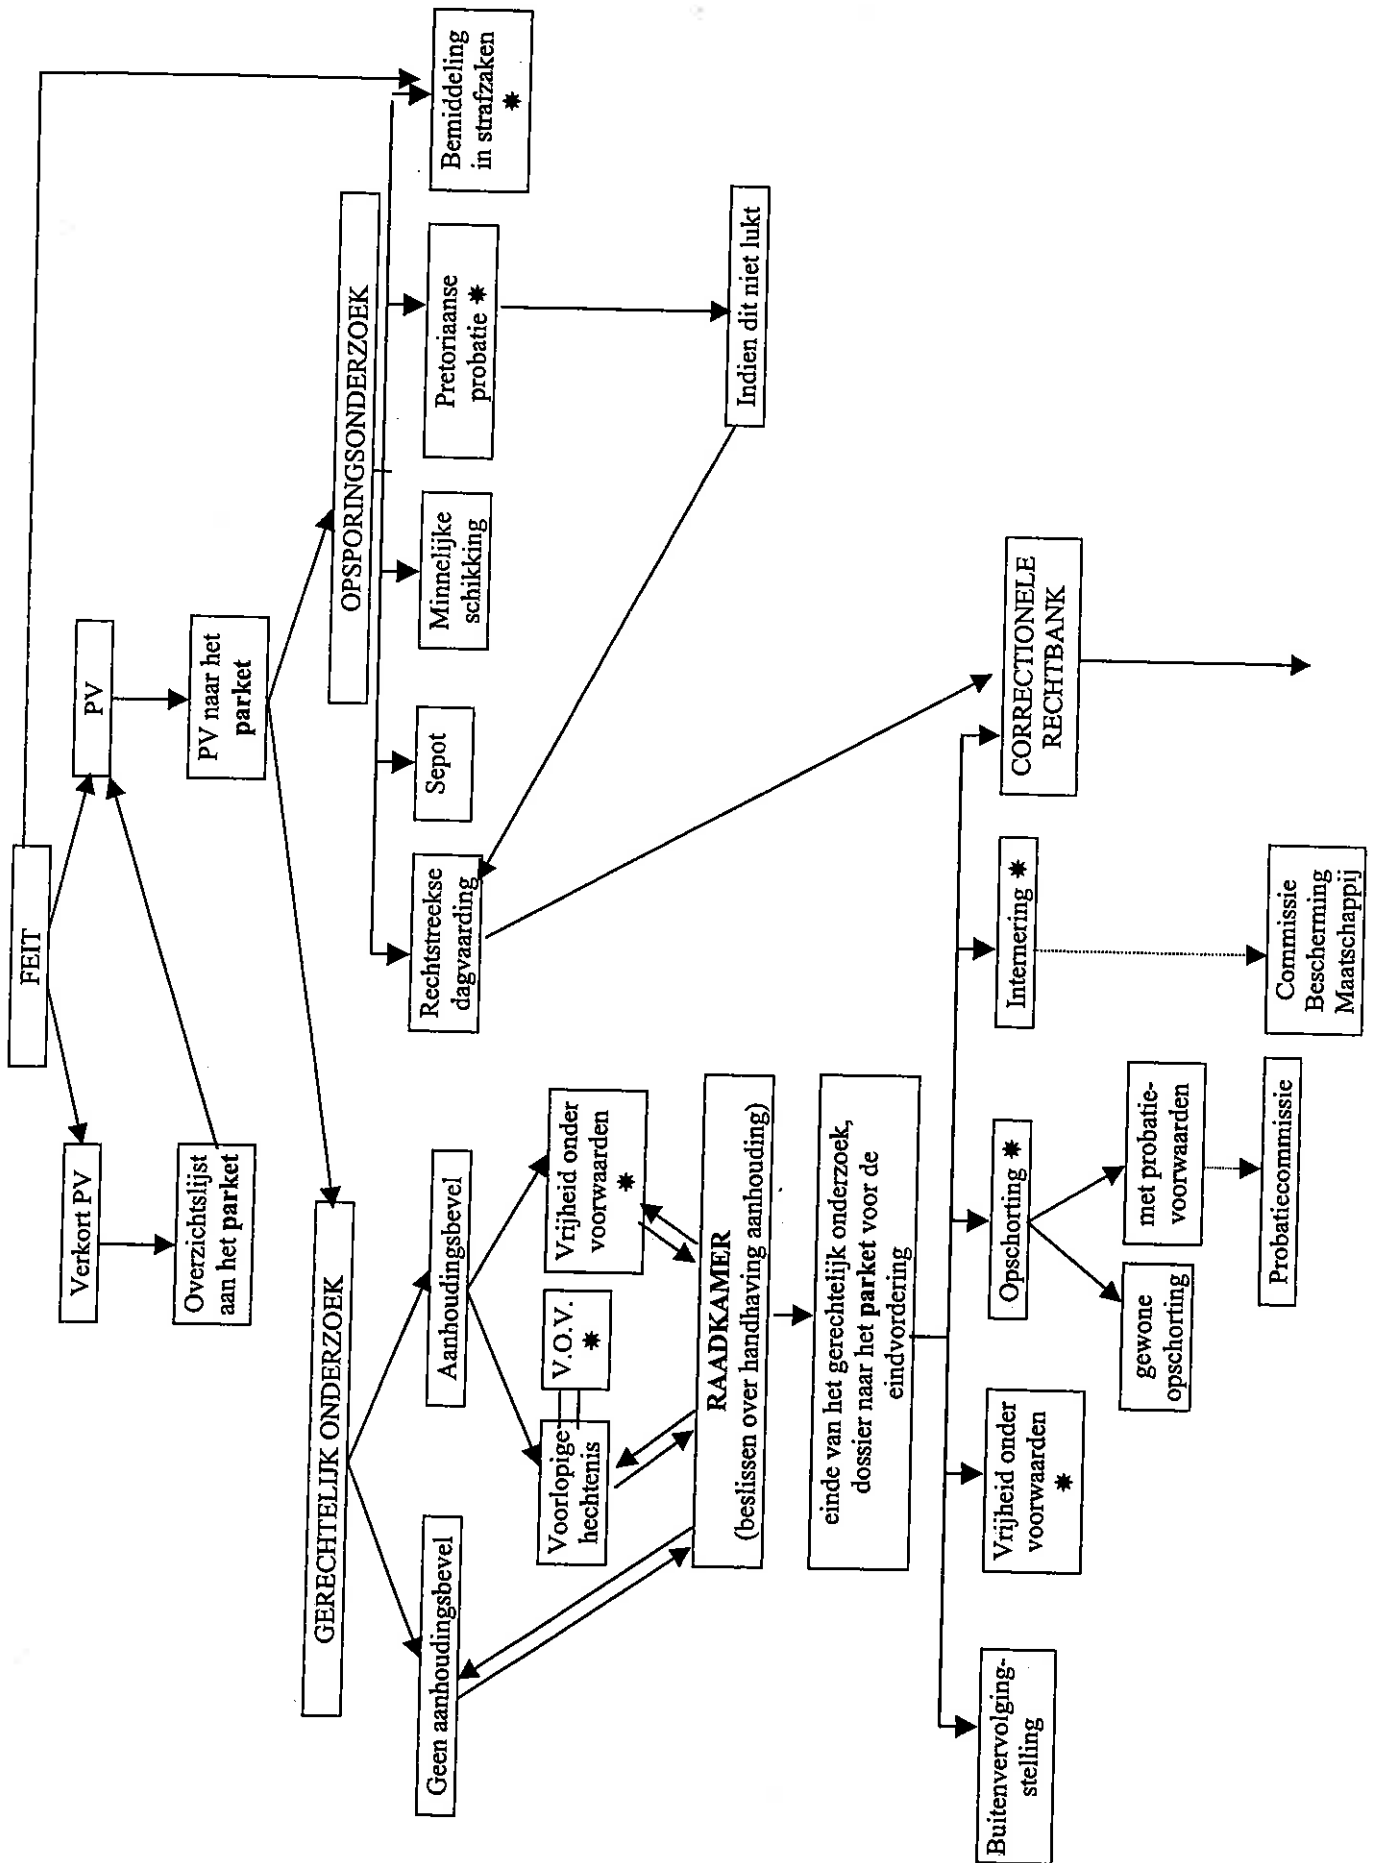 FEIT
Verkort PV
PV
Overzichtslijst
aan het parket
PV naar het
parket
GERECHTELIJK ONDERZOEK
OPSPORINGSONDERZOEK
Geen aanhoudingsbevel
Aanhoudingsbevel
Rechtstreekse
dagvaarding
Sepot
Minnelijke
schikking
Pretoriaanse
probatie ✷
Bemiddeling
in strafzaken
✷
Voorlopige
hechtenis
V.O.V.
✷
Vrijheid onder
voorwaarden
✷
RAADKAMER
(beslissen over handhaving aanhouding)
Indien dit niet lukt
einde van het gerechtelijk onderzoek,
dossier naar het parket voor de
eindvordering
Buitenvervolging-
stelling
Vrijheid onder
voorwaarden
✷
Opschorting ✷
Internering ✷
CORRECTIONELE
RECHTBANK
gewone
opschorting
met probatie-
voorwaarden
Probatiecommissie
Commissie
Bescherming
Maatschappij